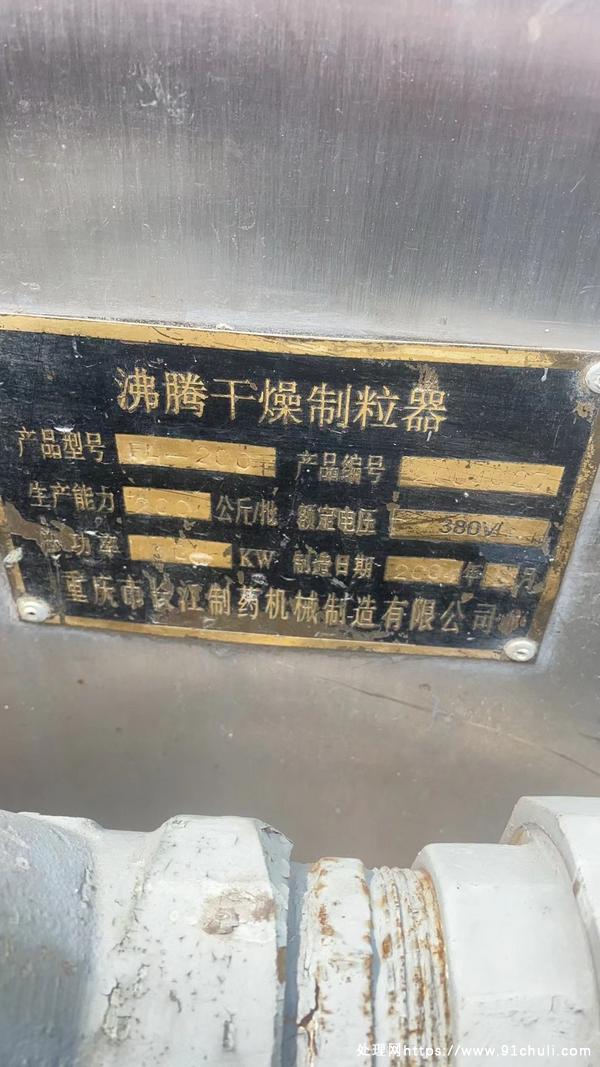 沸腾干燥制粒器
产品型号 FL-200 产品编号
生产能力 200 公斤/批 额定电压 380V
功率 KW 制造日期 200 年 月
重庆市长江制药机械制造有限公司
处理网https://www.91chuli.com